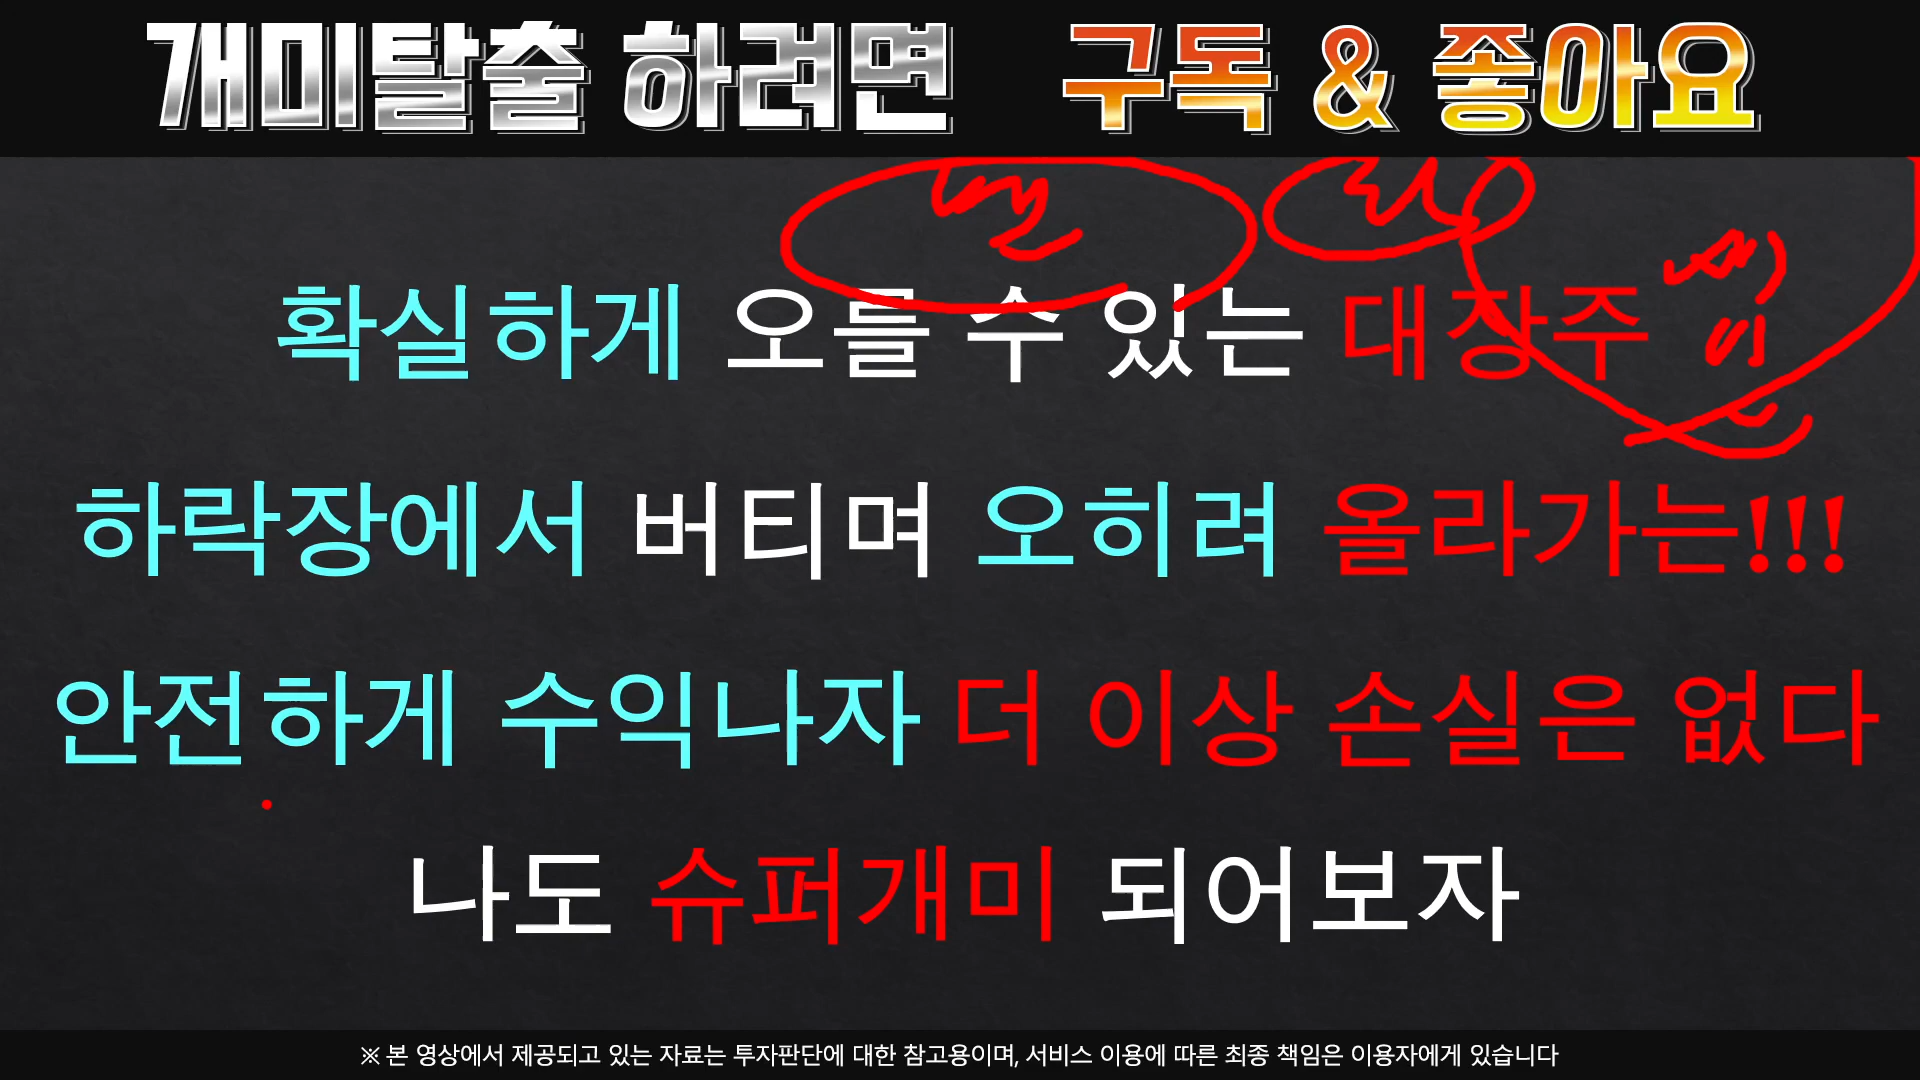 개미탈출 하려면 구독 & 좋아요
확실하게 오를 수 있는 대장주
하락장에서 버티며 오히려 올라가는!!!
안전하게 수익나자 더 이상 손실은 없다
나도 슈퍼개미 되어보자
※ 본 영상에서 제공되고 있는 자료는 투자판단에 대한 참고용이며, 서비스 이용에 따른 최종 책임은 이용자에게 있습니다